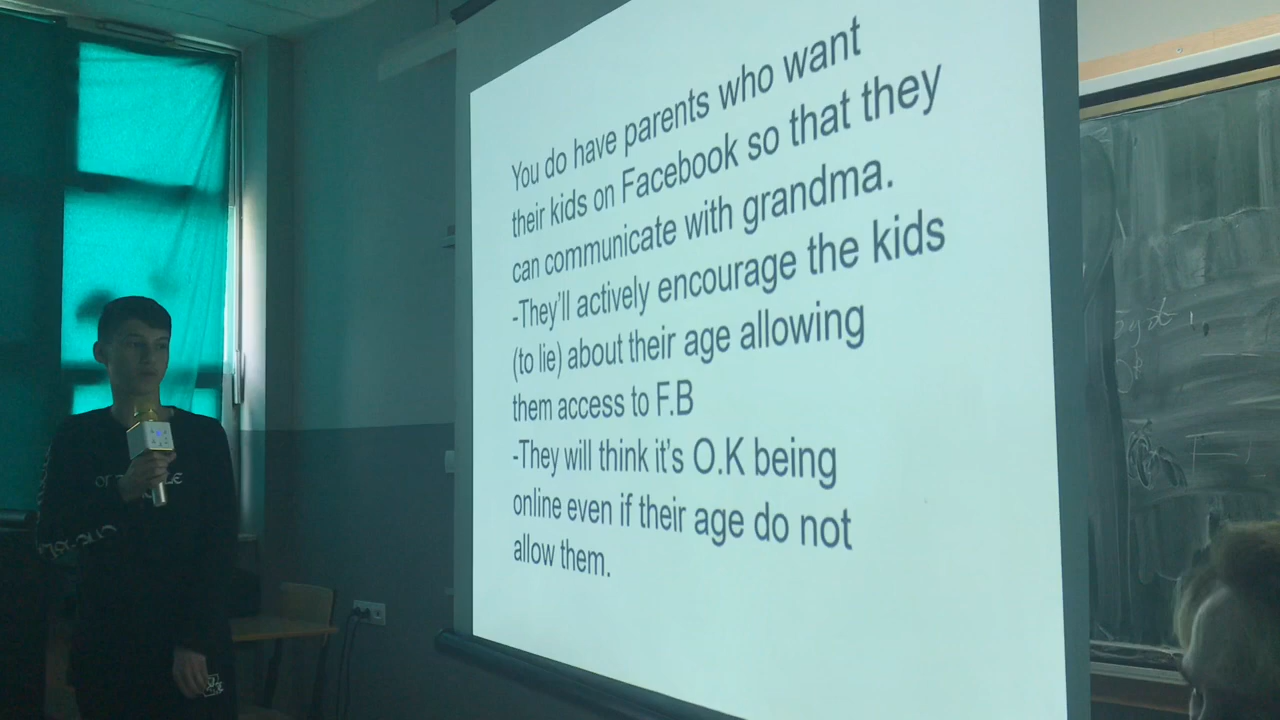 You do have parents who want
their kids on Facebook so that they
can communicate with grandma.
-They'll actively encourage the kids
(to lie) about their age allowing
them access to F.B
-They will think it's O.K being
online even if their age do not
allow them.